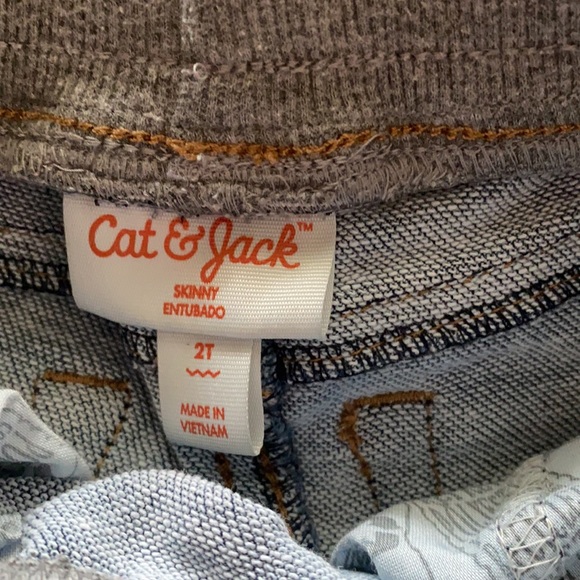 Cat & Jack™
SKINNY
ENTUBADO
2T
MADE IN
VIETNAM